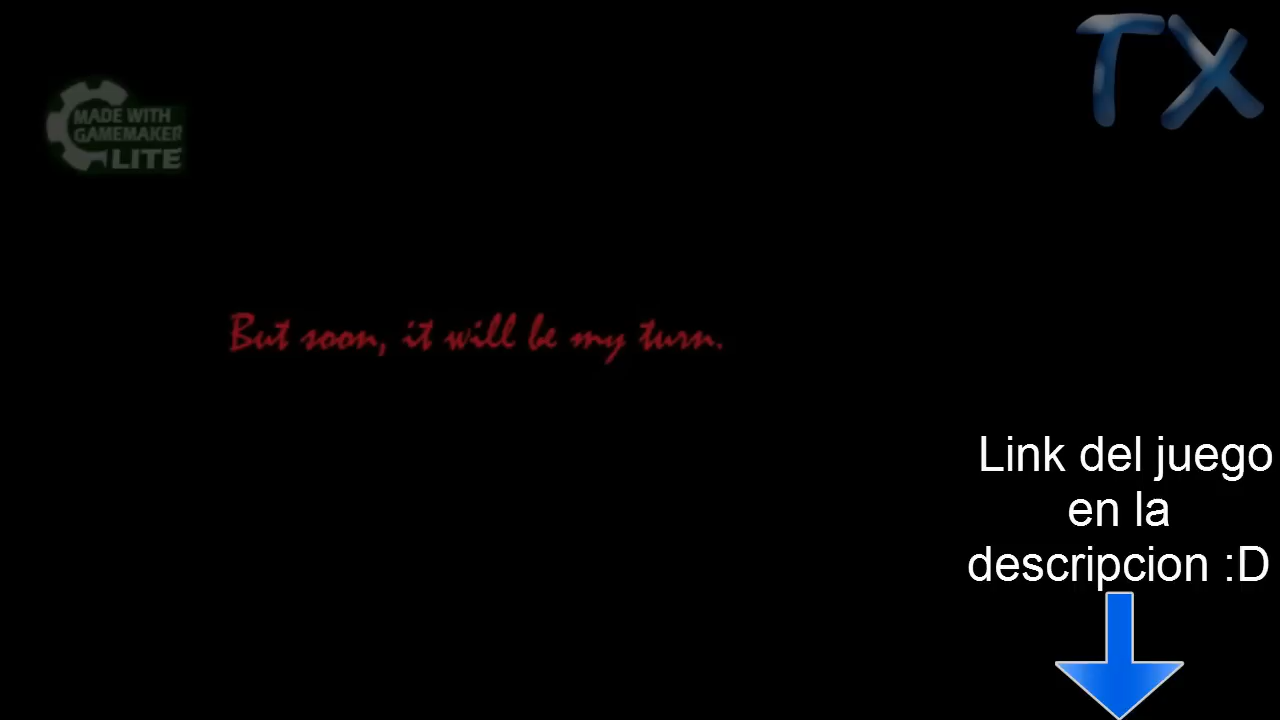 TX
MADE WITH
GAMEMAKER
LITE
But soon, it will be my turn.
Link del juego
en la
descripcion :D